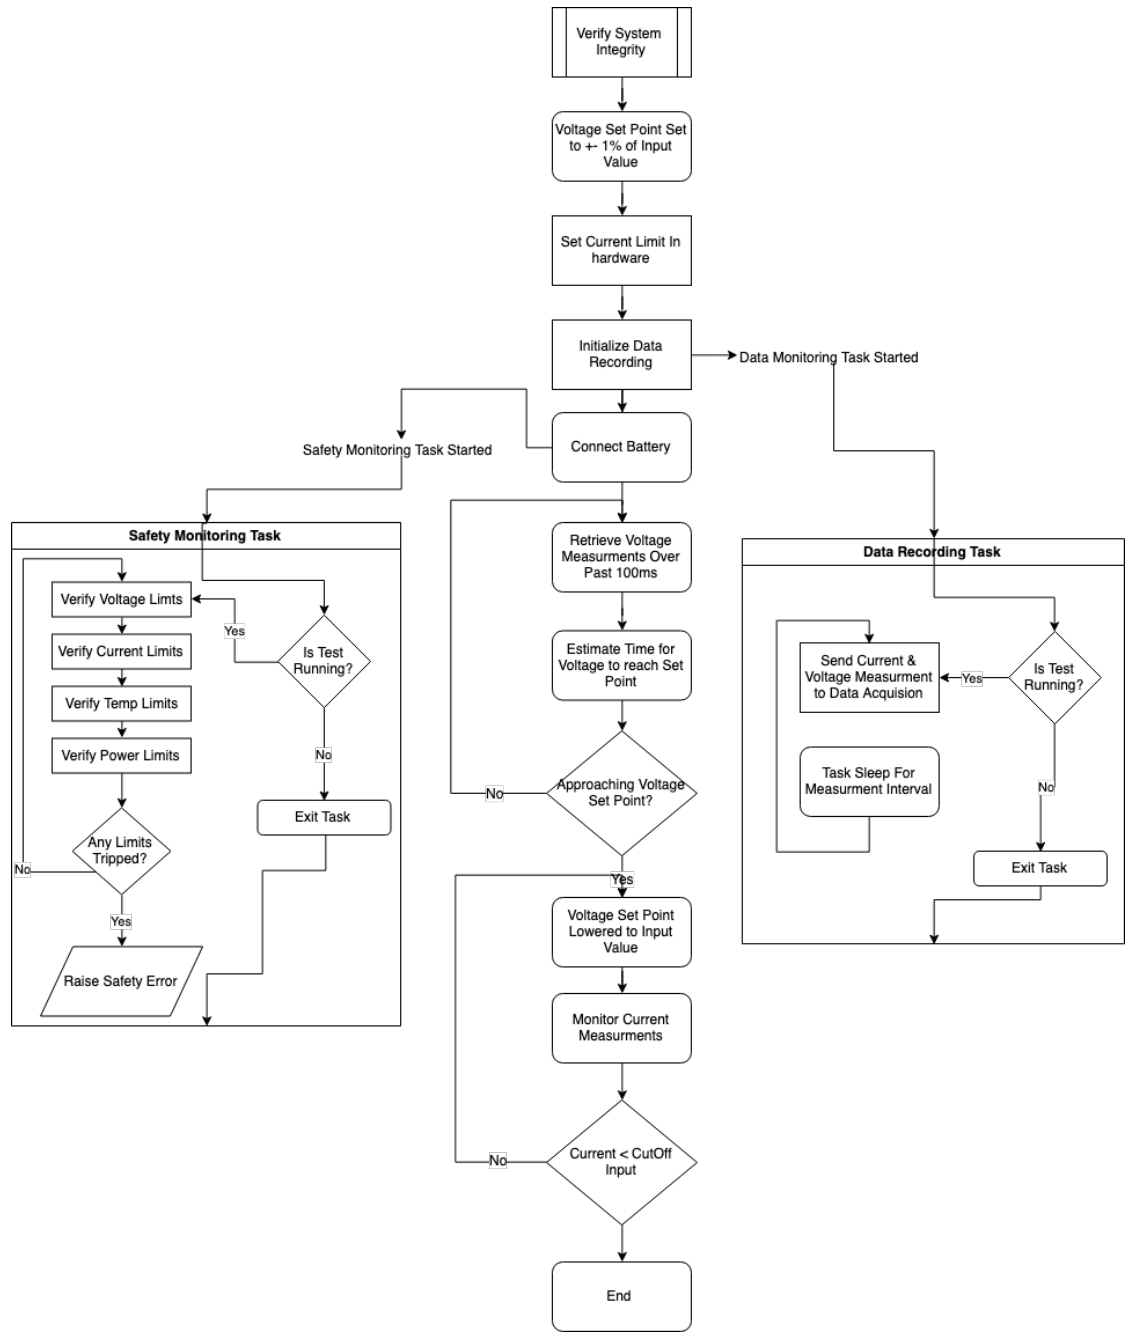 Verify System
Integrity
Voltage Set Point Set
to +- 1% of Input
Value
Set Current Limit In
hardware
Initialize Data
Recording
Data Monitoring Task Started
Connect Battery
Safety Monitoring Task Started
Safety Monitoring Task
Verify Voltage Limts
Verify Current Limits
Verify Temp Limits
Verify Power Limits
Any Limits
Tripped?
No
Yes
Raise Safety Error
Yes
Is Test
Running?
No
Exit Task
Retrieve Voltage
Measurments Over
Past 100ms
Estimate Time for
Voltage to reach Set
Point
Approaching Voltage
Set Point?
No
Yes
Voltage Set Point
Lowered to Input
Value
Monitor Current
Measurments
Current < CutOff
Input
No
End
Data Recording Task
Send Current &
Voltage Measurment
to Data Acquision
Yes
Is Test
Running?
Task Sleep For
Measurment Interval
No
Exit Task